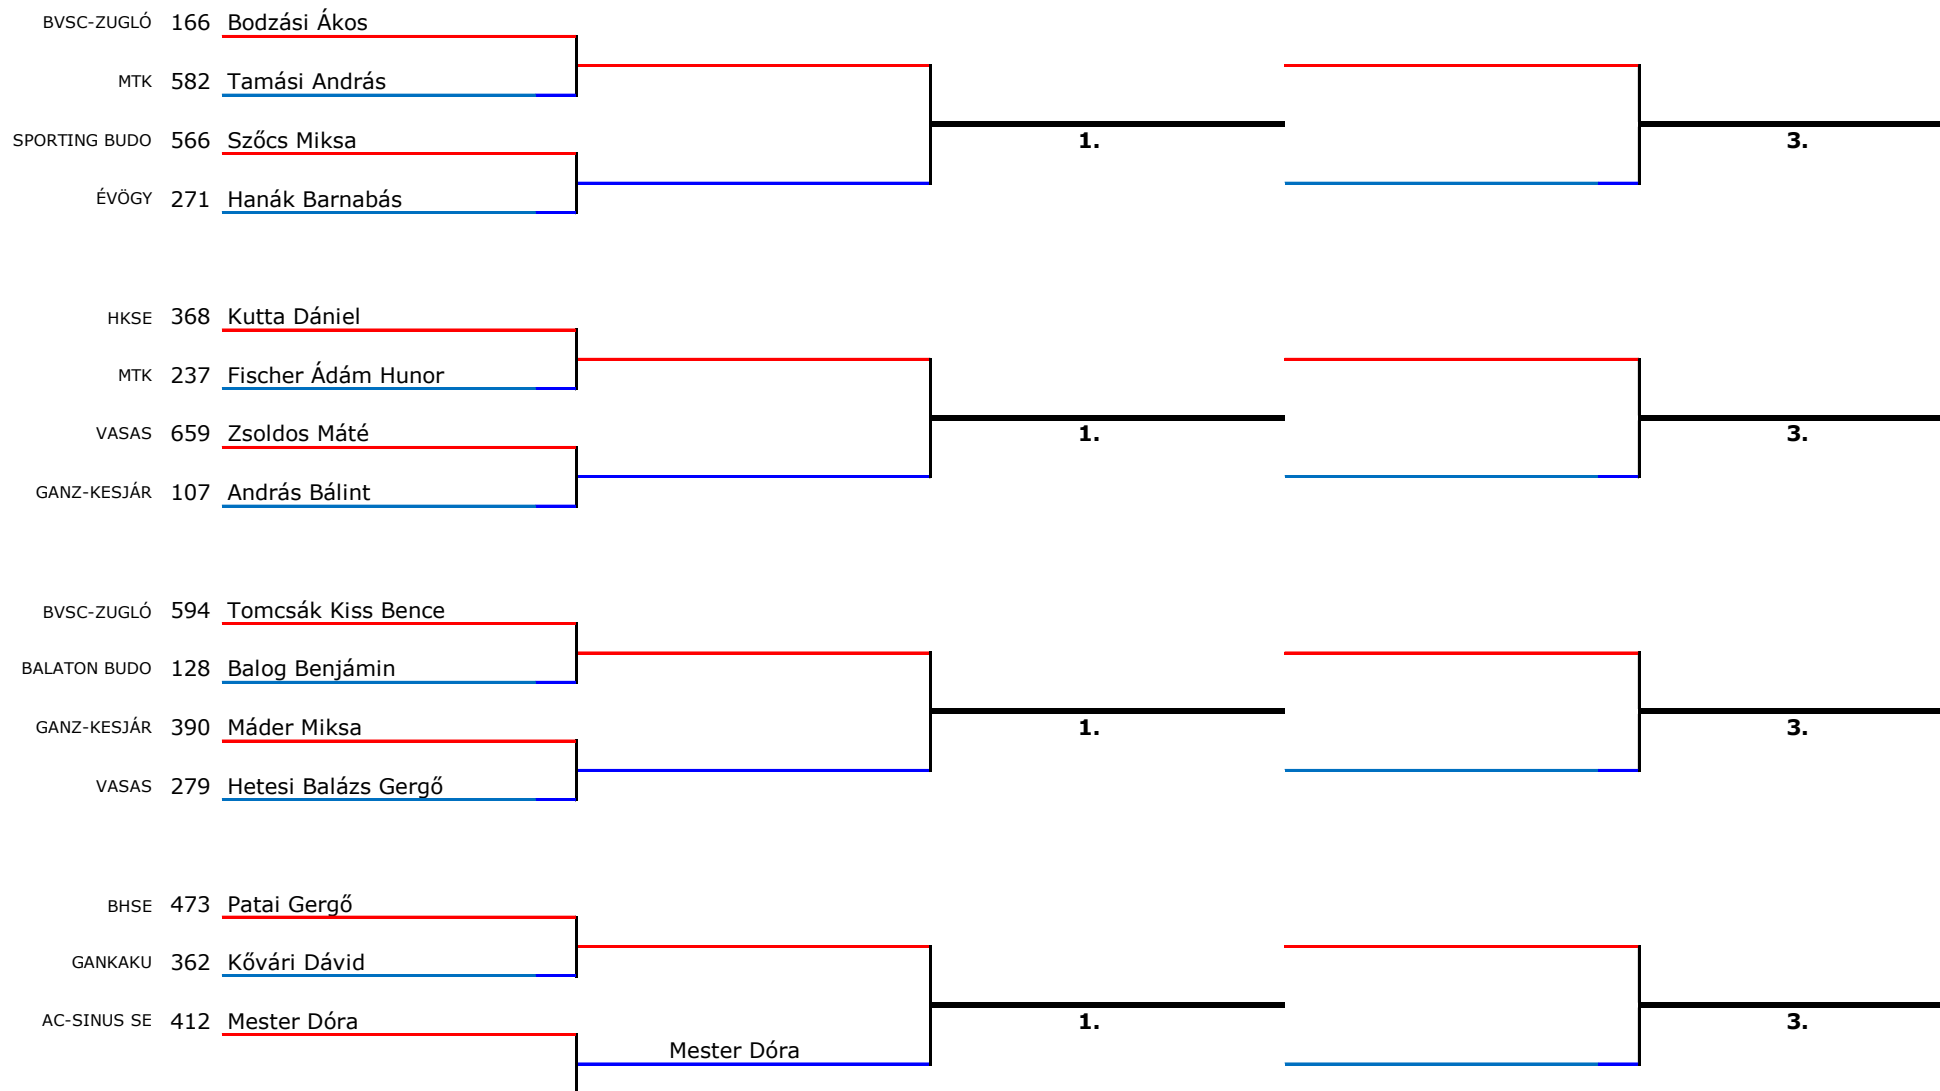 BVSC-ZUGLÓ 166 Bodzási Ákos
MTK 582 Tamási András
SPORTING BUDO 566 Szőcs Miksa 1. 3.
ÉVÖGY 271 Hanák Barnabás
HKSE 368 Kutta Dániel
MTK 237 Fischer Ádám Hunor
VASAS 659 Zsoldos Máté 1. 3.
GANZ-KESJÁR 107 András Bálint
BVSC-ZUGLÓ 594 Tomcsák Kiss Bence
BALATON BUDO 128 Balog Benjámin
GANZ-KESJÁR 390 Máder Miksa 1. 3.
VASAS 279 Hetesi Balázs Gergő
BHSE 473 Patai Gergő
GANKAKU 362 Kővári Dávid
AC-SINUS SE 412 Mester Dóra 1. 3.
Mester Dóra